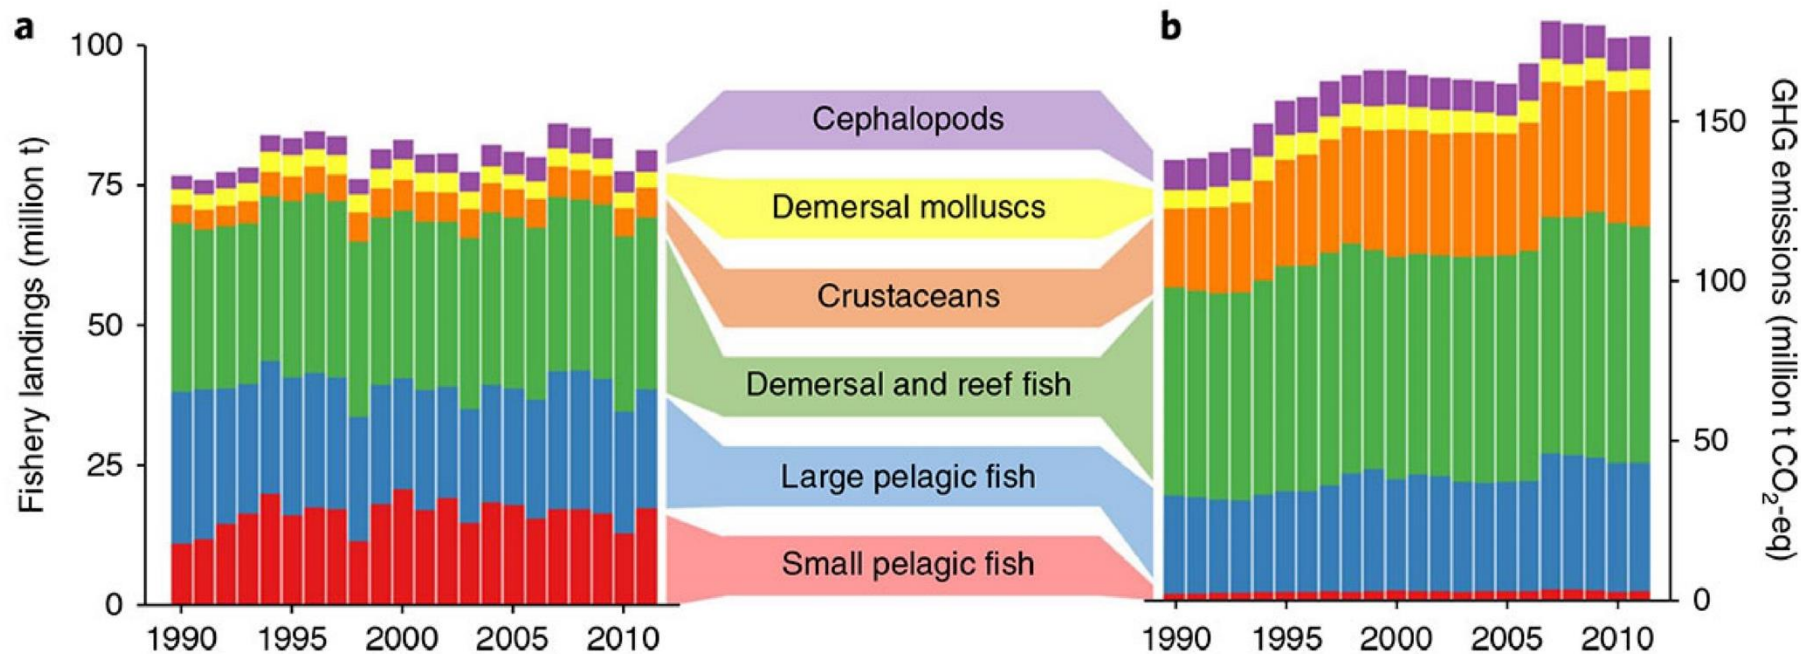 a
Fishery landings (million t)
100
75
50
25
0
1990 1995 2000 2005 2010
Cephalopods
Demersal molluscs
Crustaceans
Demersal and reef fish
Large pelagic fish
Small pelagic fish
b
150
100
50
0
GHG emissions (million t CO₂-eq)
1990 1995 2000 2005 2010